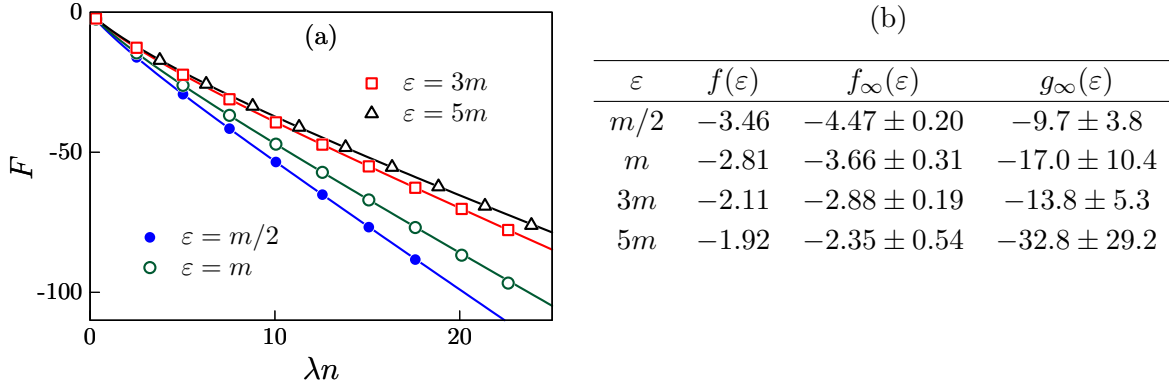 0
-50
-100
F
(a)
ε = 3m
ε = 5m
ε = m/2
ε = m
0
10
20
λn
(b)
ε f(ε) f∞(ε) g∞(ε)
m/2 −3.46 −4.47 ± 0.20 −9.7 ± 3.8
m −2.81 −3.66 ± 0.31 −17.0 ± 10.4
3m −2.11 −2.88 ± 0.19 −13.8 ± 5.3
5m −1.92 −2.35 ± 0.54 −32.8 ± 29.2